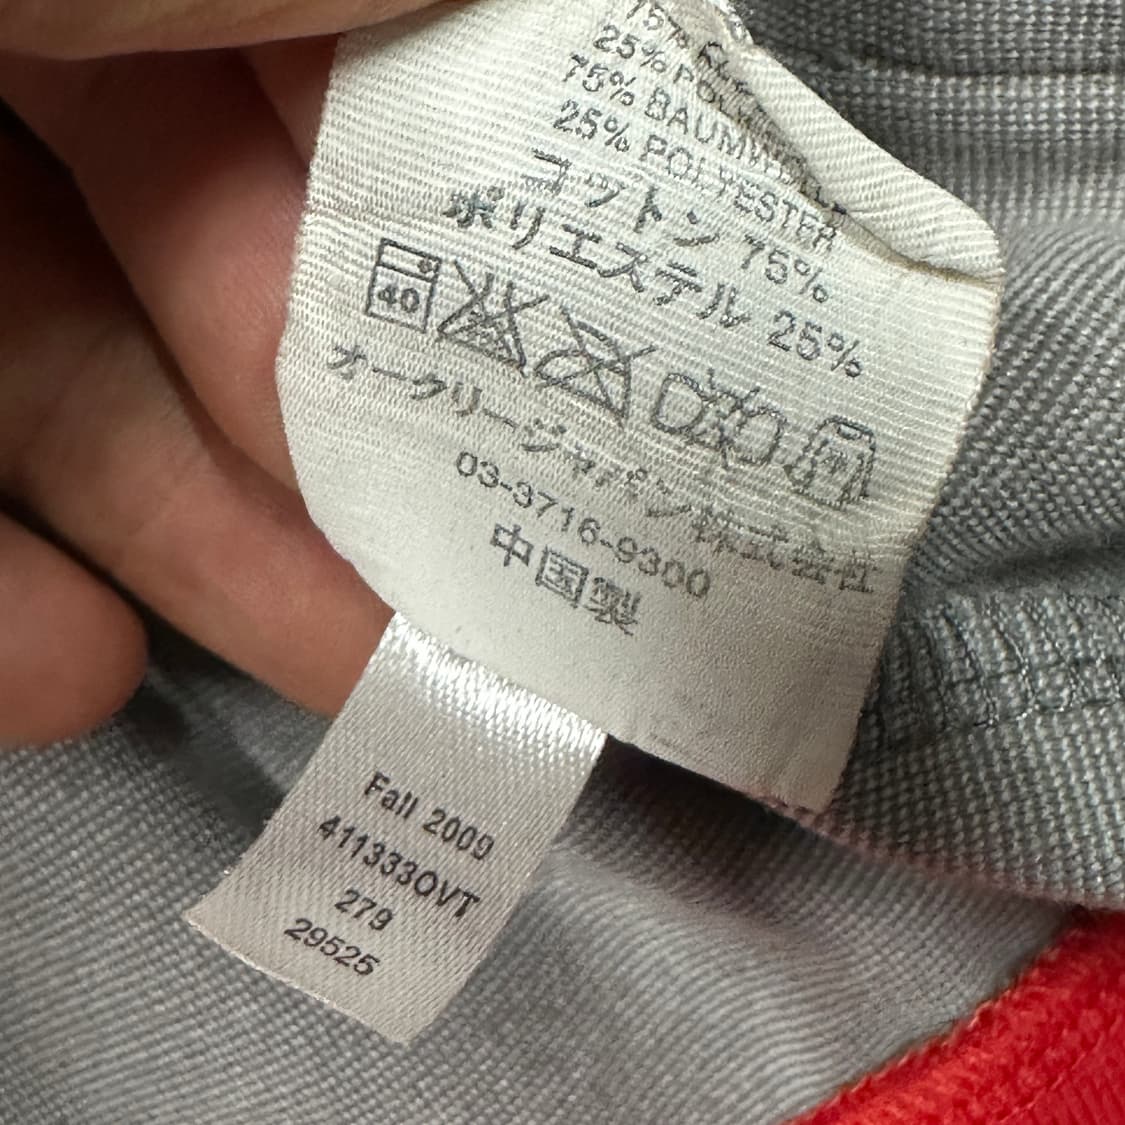 75%
25% POLY
75% BAUMWOLLE
25% POLYESTER
コットン 75%
ポリエステル 25%
40
オークリージャパン株式会社
03-3716-9300
中国製
Fall 2009
411333OVT
279
29525